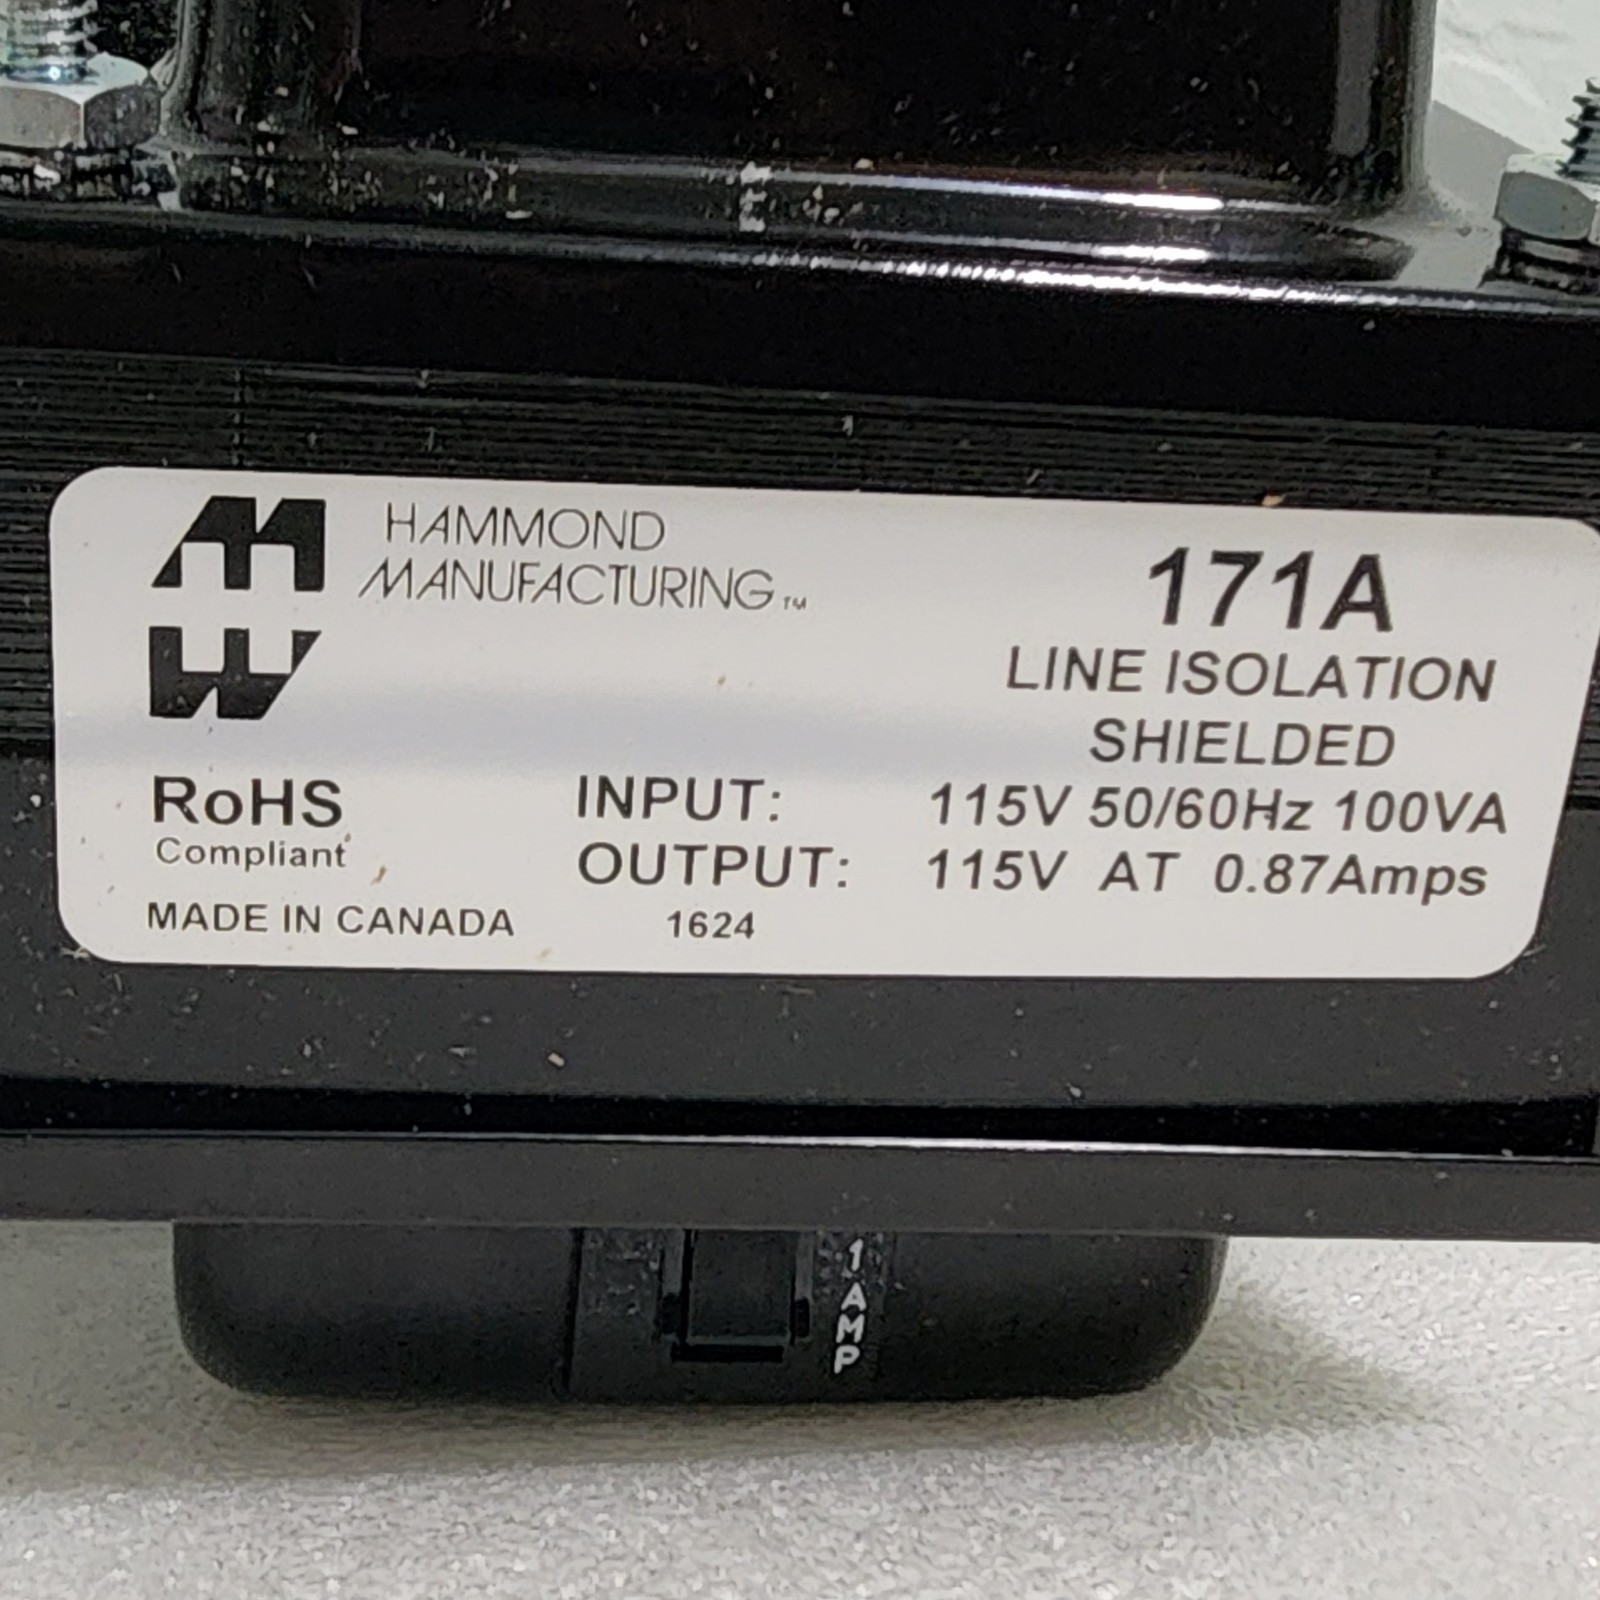 HAMMOND
MANUFACTURING™
171A
LINE ISOLATION
SHIELDED
RoHS
Compliant
INPUT: 115V 50/60Hz 100VA
OUTPUT: 115V AT 0.87Amps
MADE IN CANADA 1624
1 AMP